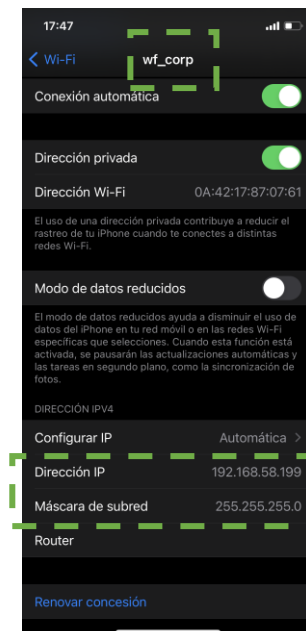 17:47
Wi-Fi
wf_corp
Conexión automática
Dirección privada
Dirección Wi-Fi 0A:42:17:87:07:61
El uso de una dirección privada contribuye a reducir el
rastreo de tu iPhone cuando te conectes a distintas
redes Wi-Fi.
Modo de datos reducidos
El modo de datos reducidos ayuda a disminuir el uso de
datos del iPhone en tu red móvil o en las redes Wi-Fi
específicas que selecciones. Cuando esta función está
activada, se pausarán las actualizaciones automáticas y
las tareas en segundo plano, como la sincronización de
fotos.
DIRECCIÓN IPV4
Configurar IP Automática
Dirección IP 192.168.58.199
Máscara de subred 255.255.255.0
Router
Renovar concesión